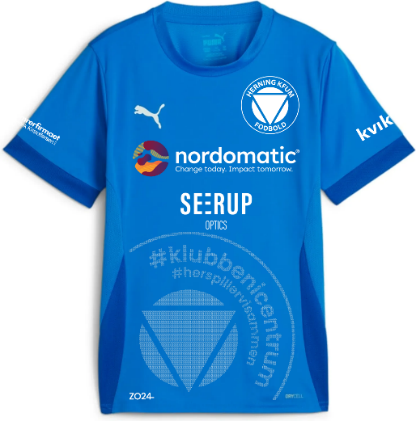 PUMA
HERNING KFUM
FODBOLD
kvik
nordomatic®
Change today. Impact tomorrow.
SEERUP
OPTICS
#klubbenicentrum
#herspillervisammen
ZO24